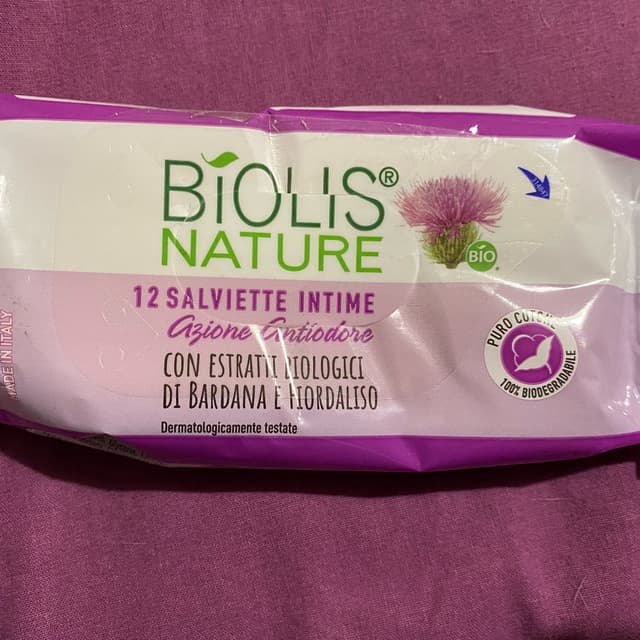 BiOLIS®
NATURE
BIO
12 SALVIETTE INTIME
Azione Antiodore
CON ESTRATTI BIOLOGICI
DI BARDANA E FIORDALISO
Dermatologicamente testate
PURO COTONE
100% BIODEGRADABILE
MADE IN ITALY